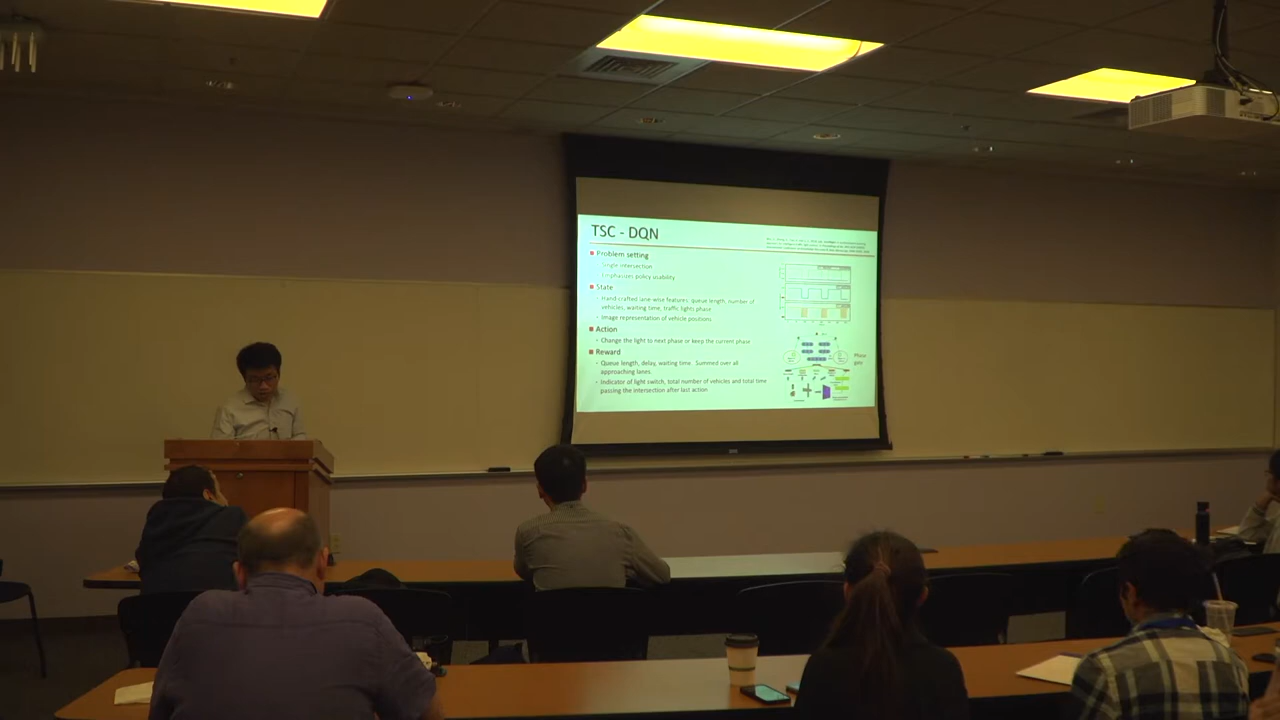 TSC - DQN
Problem setting
Single intersection
Emphasizes policy usability
State
Hand crafted lane wise features: queue length, number of
vehicles, waiting time, traffic lights phase
Image representation of vehicle positions
Action
Change the light to next phase or keep the current phase
Reward
Queue length, delay, waiting time. Summed over all
approaching lanes.
Indicator of light switch, total number of vehicles and total time
passing the intersection after last action
Phase
gate